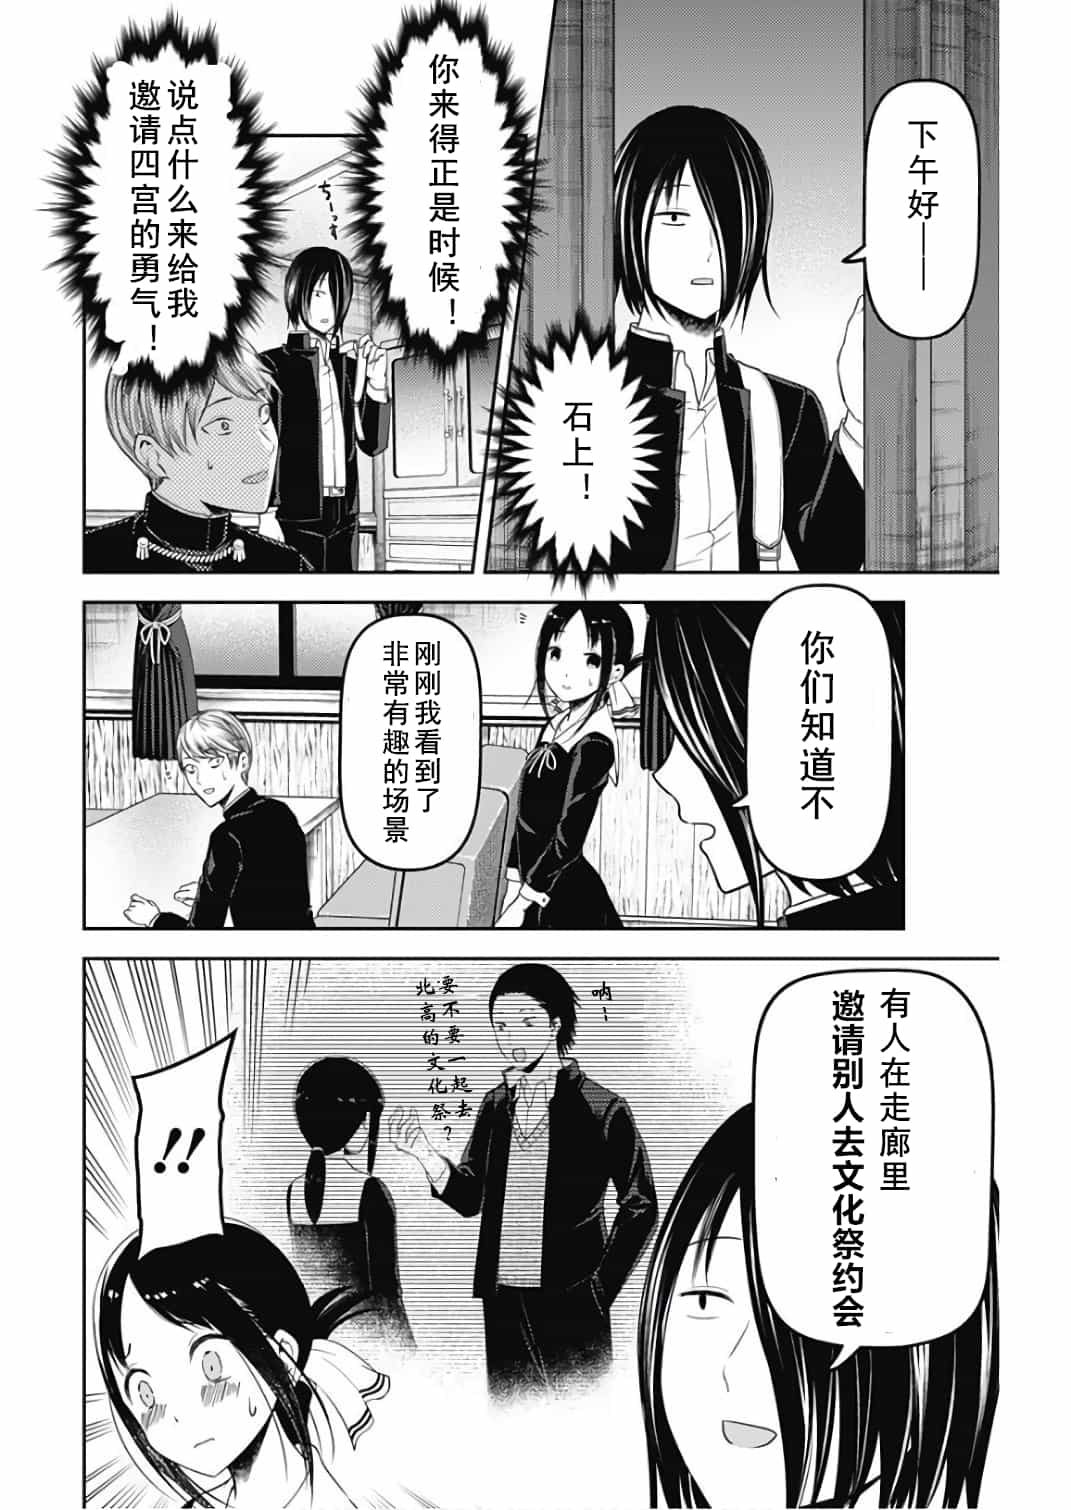 下午好——
石上！
你来得正是时候！
说点什么来给我
邀请四宫的勇气！
ちーっす
你们知道不
刚刚我看到了
非常有趣的场景
有人在走廊里
邀请别人去文化祭约会
呐~
要不要一起去
北高的文化祭？
!!